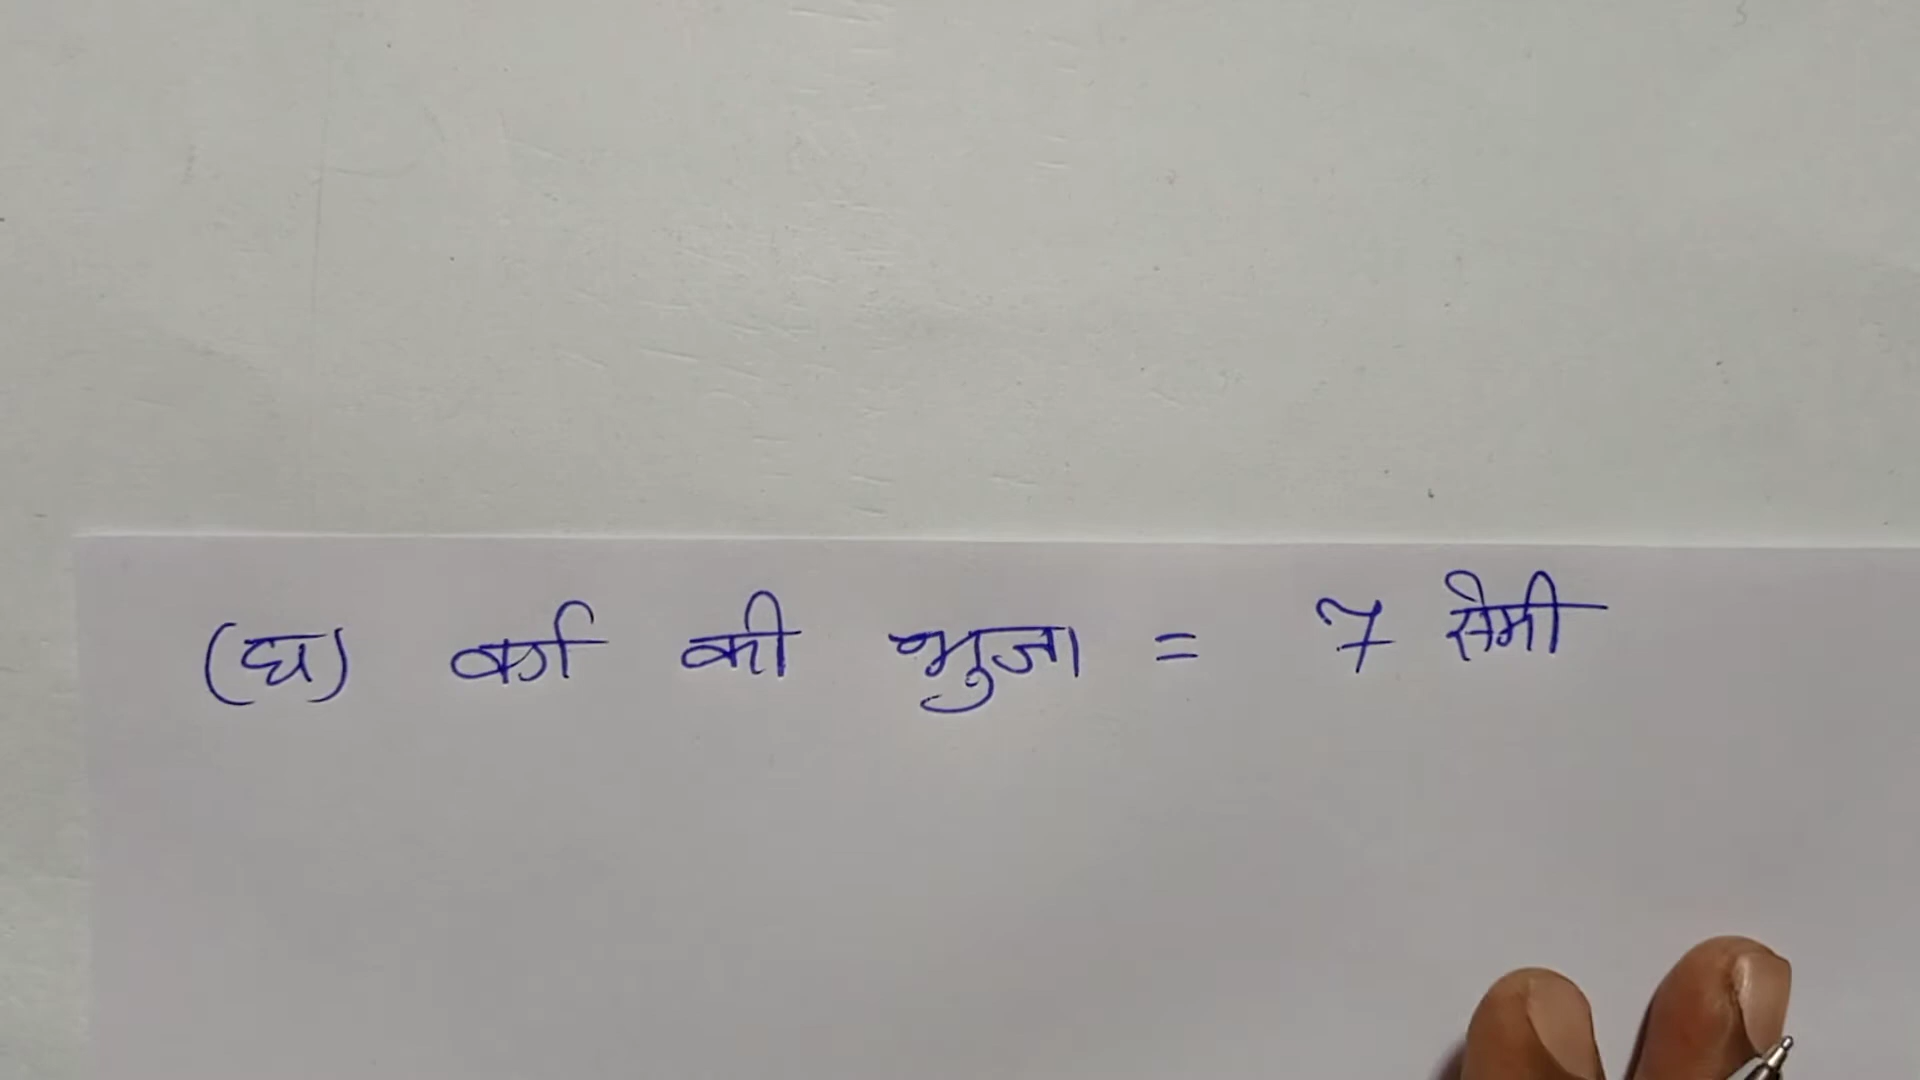 (घ) वर्ग की भुजा = 7 सेमी